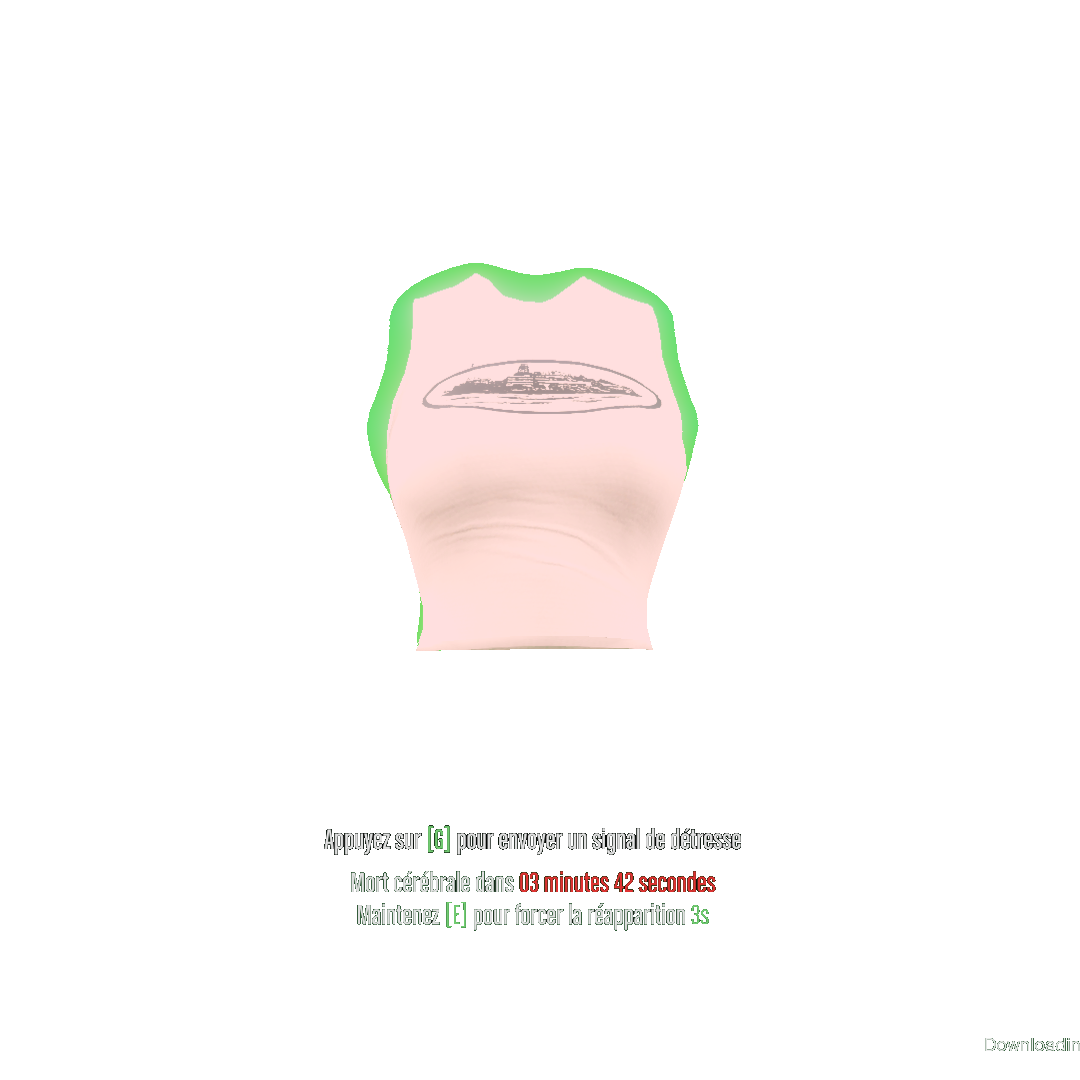 Appuyez sur [G] pour envoyer un signal de détresse
Mort cérébrale dans 03 minutes 42 secondes
Maintenez [E] pour forcer la réapparition 3s
Downloadin